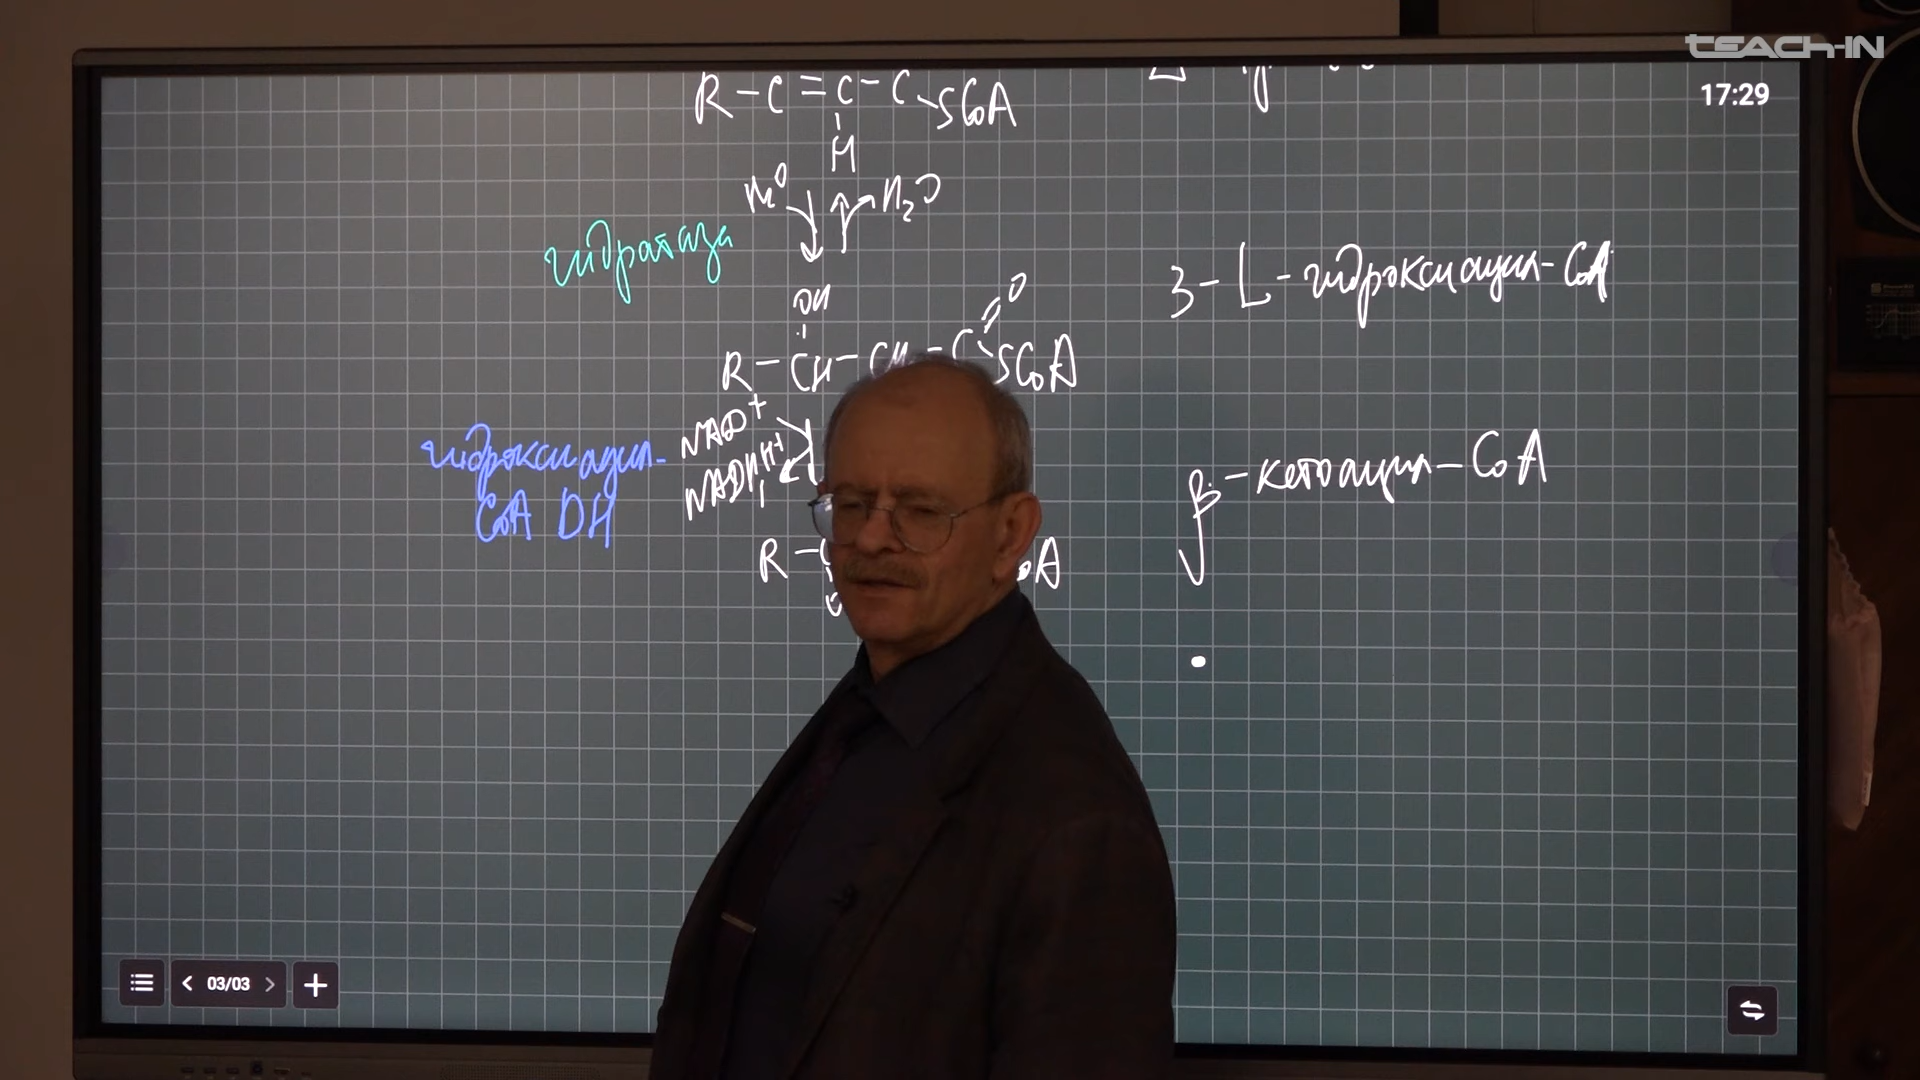 TEACH-IN
17:29
R – C = C – C
SCoA
H
H2O
H2O
гидратаза
OH
O
3 – L – гидроксиацил – CoA
R – CH – CH – C
SCoA
NAD+
гидроксиацил-
CoA DH
NADH H+
β – кетоацил – CoA
R – C
oA
03/03